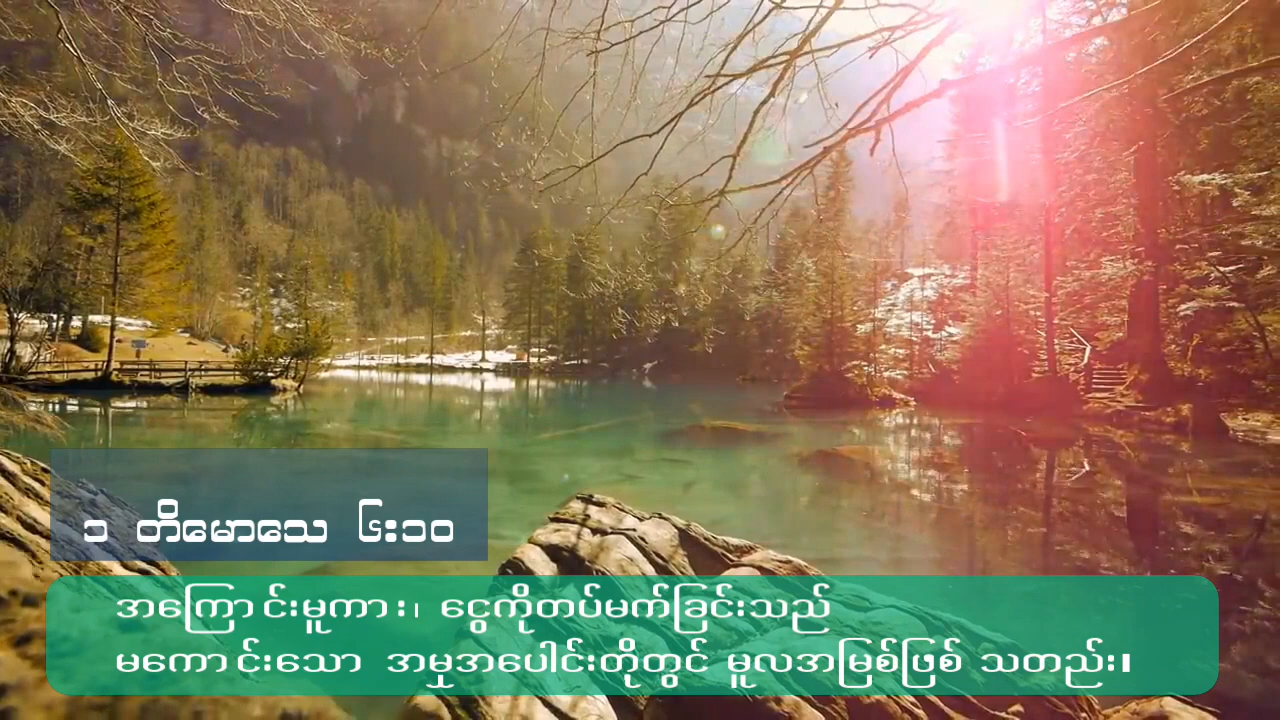 ၁ တိမောသေ ၆း၁၀
အကြောင်းမူကား၊ ငွေကိုတပ်မက်ခြင်းသည်
မကောင်းသော အမှုအပေါင်းတို့တွင် မူလအမြစ်ဖြစ် သတည်း။